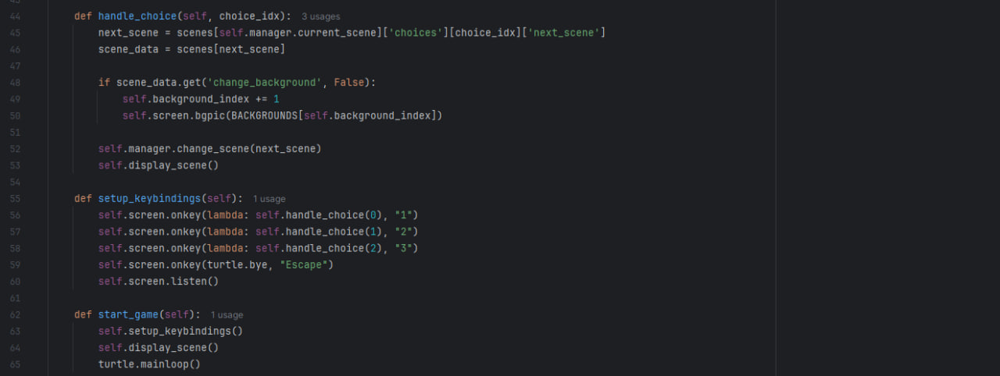 44 def handle_choice(self, choice_idx): 3 usages
45 next_scene = scenes[self.manager.current_scene]['choices'][choice_idx]['next_scene']
46 scene_data = scenes[next_scene]
47
48 if scene_data.get('change_background', False):
49 self.background_index += 1
50 self.screen.bgpic(BACKGROUNDS[self.background_index])
51
52 self.manager.change_scene(next_scene)
53 self.display_scene()
54
55 def setup_keybindings(self): 1 usage
56 self.screen.onkey(lambda: self.handle_choice(0), "1")
57 self.screen.onkey(lambda: self.handle_choice(1), "2")
58 self.screen.onkey(lambda: self.handle_choice(2), "3")
59 self.screen.onkey(turtle.bye, "Escape")
60 self.screen.listen()
61
62 def start_game(self): 1 usage
63 self.setup_keybindings()
64 self.display_scene()
65 turtle.mainloop()